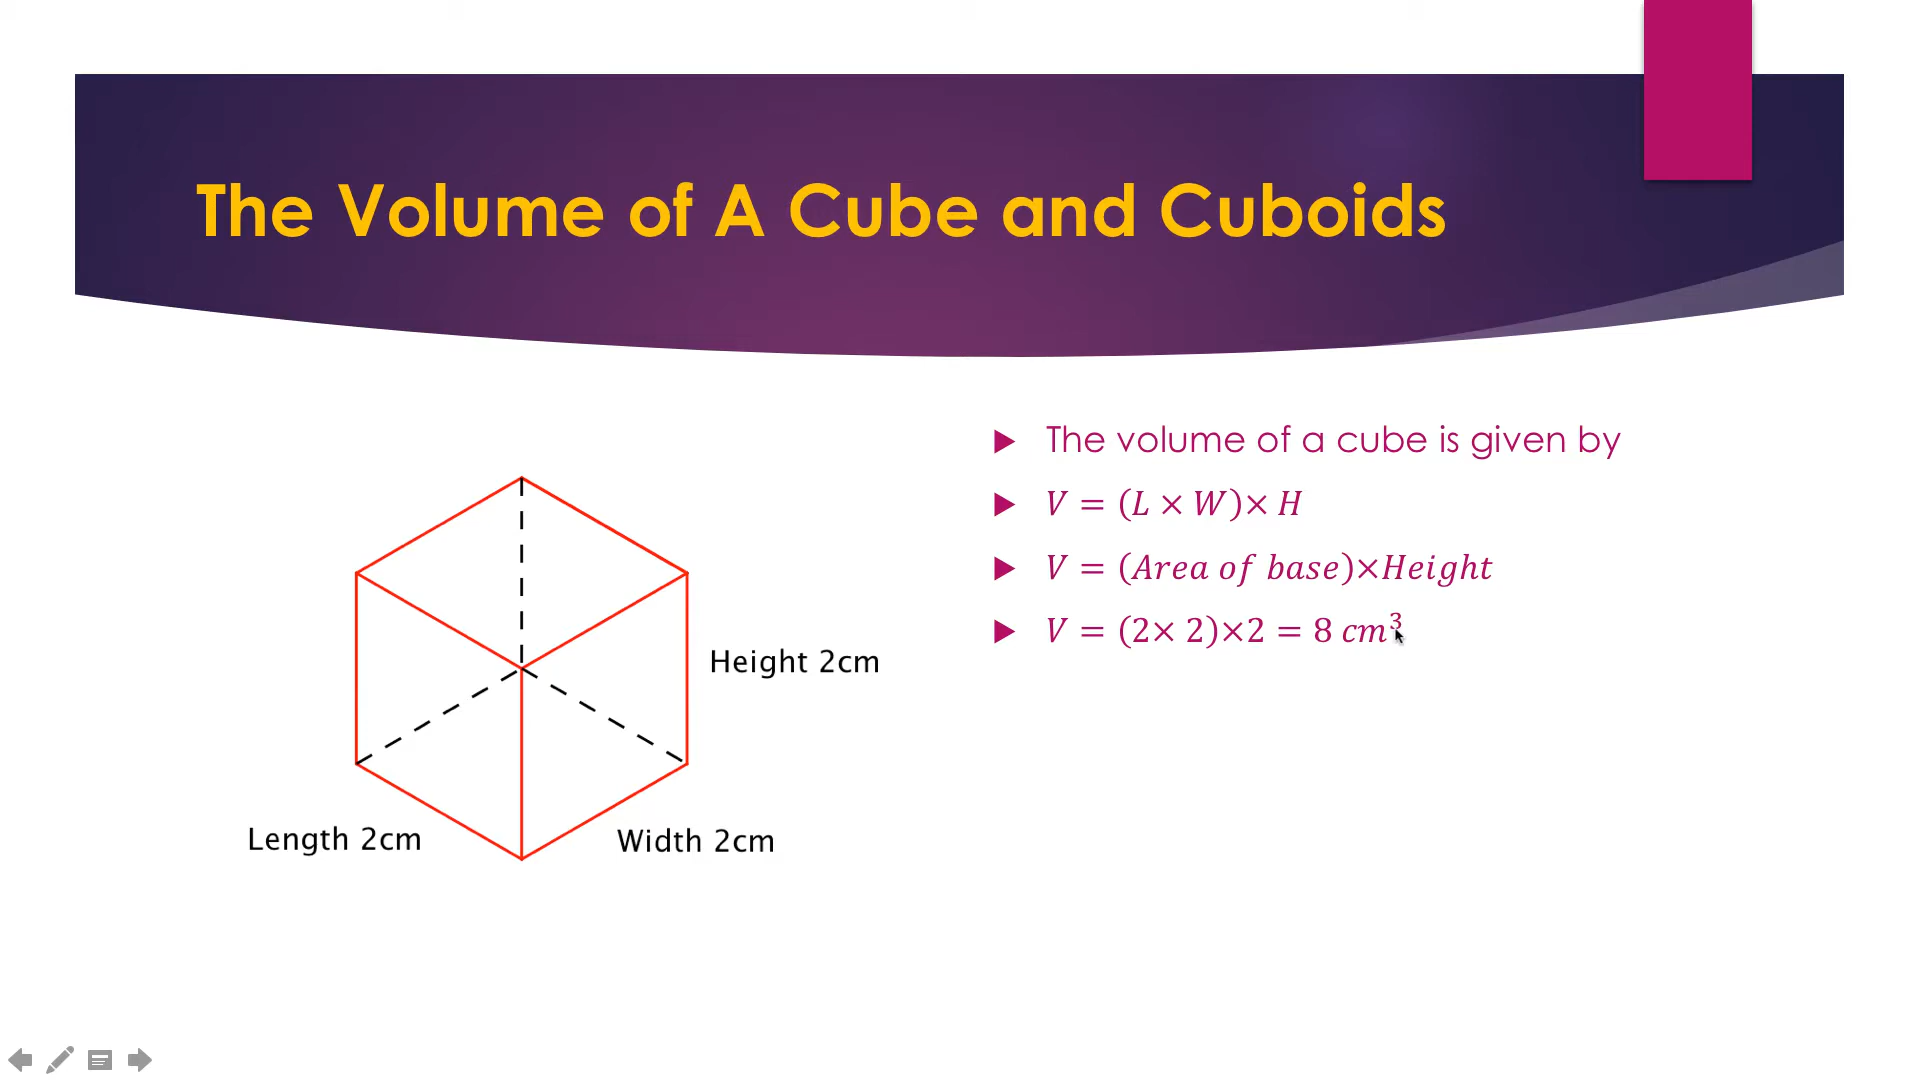 The Volume of A Cube and Cuboids
The volume of a cube is given by
V = (L × W)× H
V = (Area of base)×Height
V = (2× 2)×2 = 8 cm³
Height 2cm
Length 2cm
Width 2cm